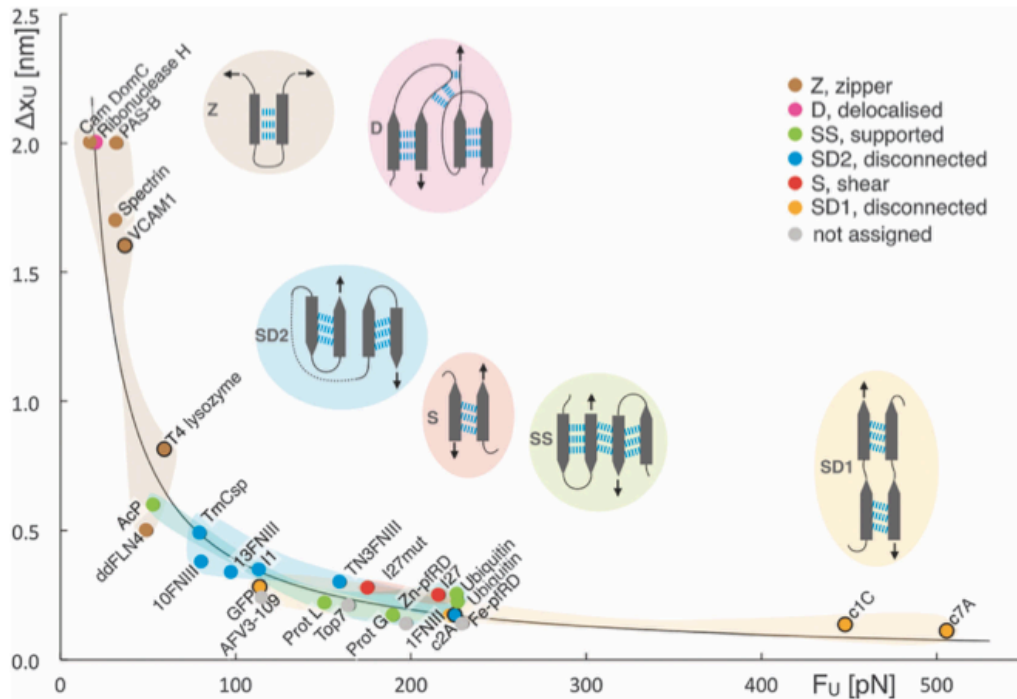 2.5
Δxᵤ [nm]
2.0
1.5
1.0
0.5
0.0
0
100
200
300
400
500
Fᵤ [pN]
Cam DomC
Ribonuclease H
PAS-B
Spectrin
VCAM1
T4 lysozyme
AcP
ddFLN4
TmCsp
10FNIII
13FNIII
I1
GFP
AFV3-109
TN3FNIII
Prot L
Top7
I27mut
Prot G
Zn-pfRD
I27
1FNIII
c2A
Ubiquitin
Ubiquitin
Fe-pfRD
c1C
c7A
Z
D
SD2
S
SS
SD1
Z, zipper
D, delocalised
SS, supported
SD2, disconnected
S, shear
SD1, disconnected
not assigned